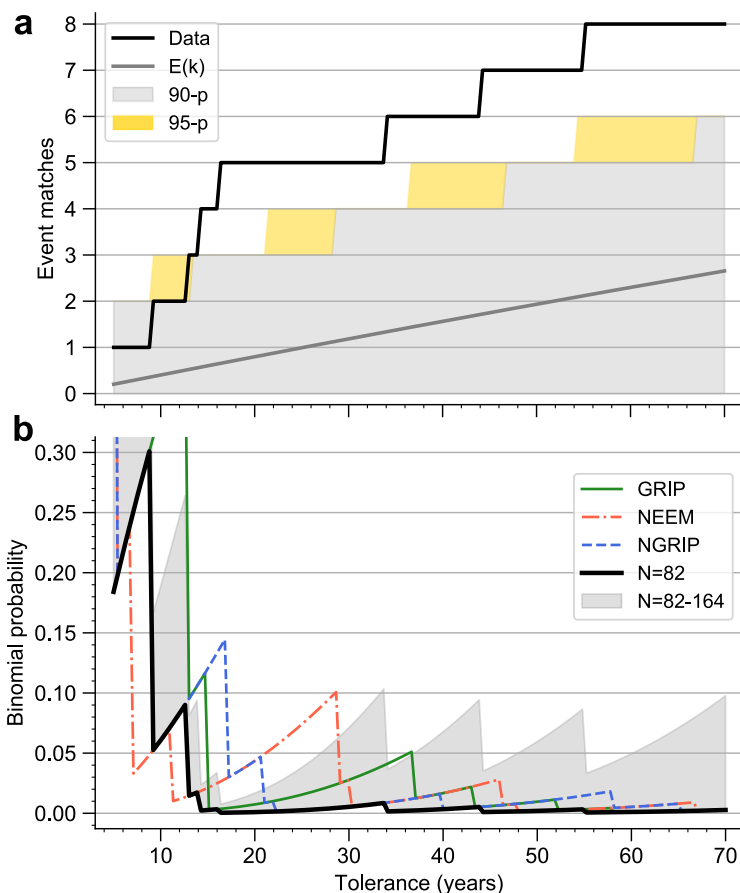 a
8
7
6
5
4
3
2
1
0
Event matches
Data
E(k)
90-p
95-p
b
0.30
0.25
0.20
0.15
0.10
0.05
0.00
Binomial probability
GRIP
NEEM
NGRIP
N=82
N=82-164
10 20 30 40 50 60 70
Tolerance (years)